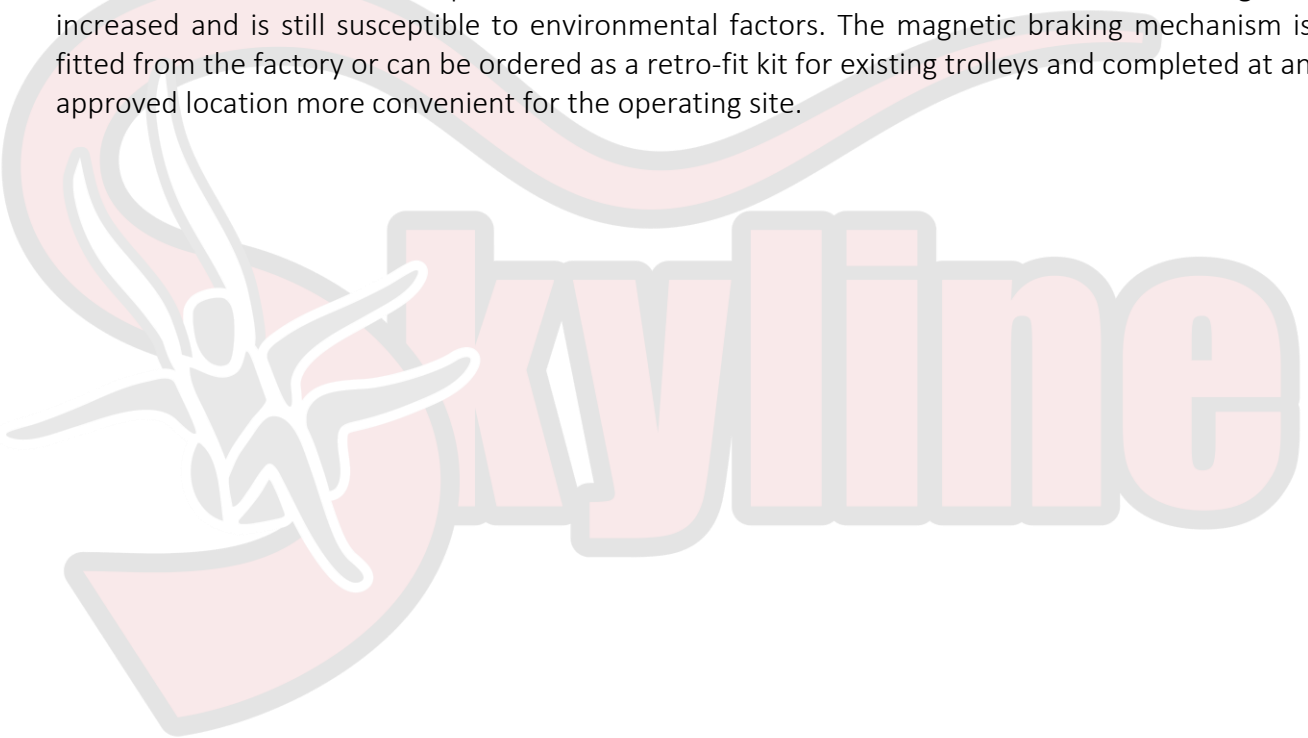 increased and is still susceptible to environmental factors. The magnetic braking mechanism is
fitted from the factory or can be ordered as a retro-fit kit for existing trolleys and completed at an
approved location more convenient for the operating site.
Skyline